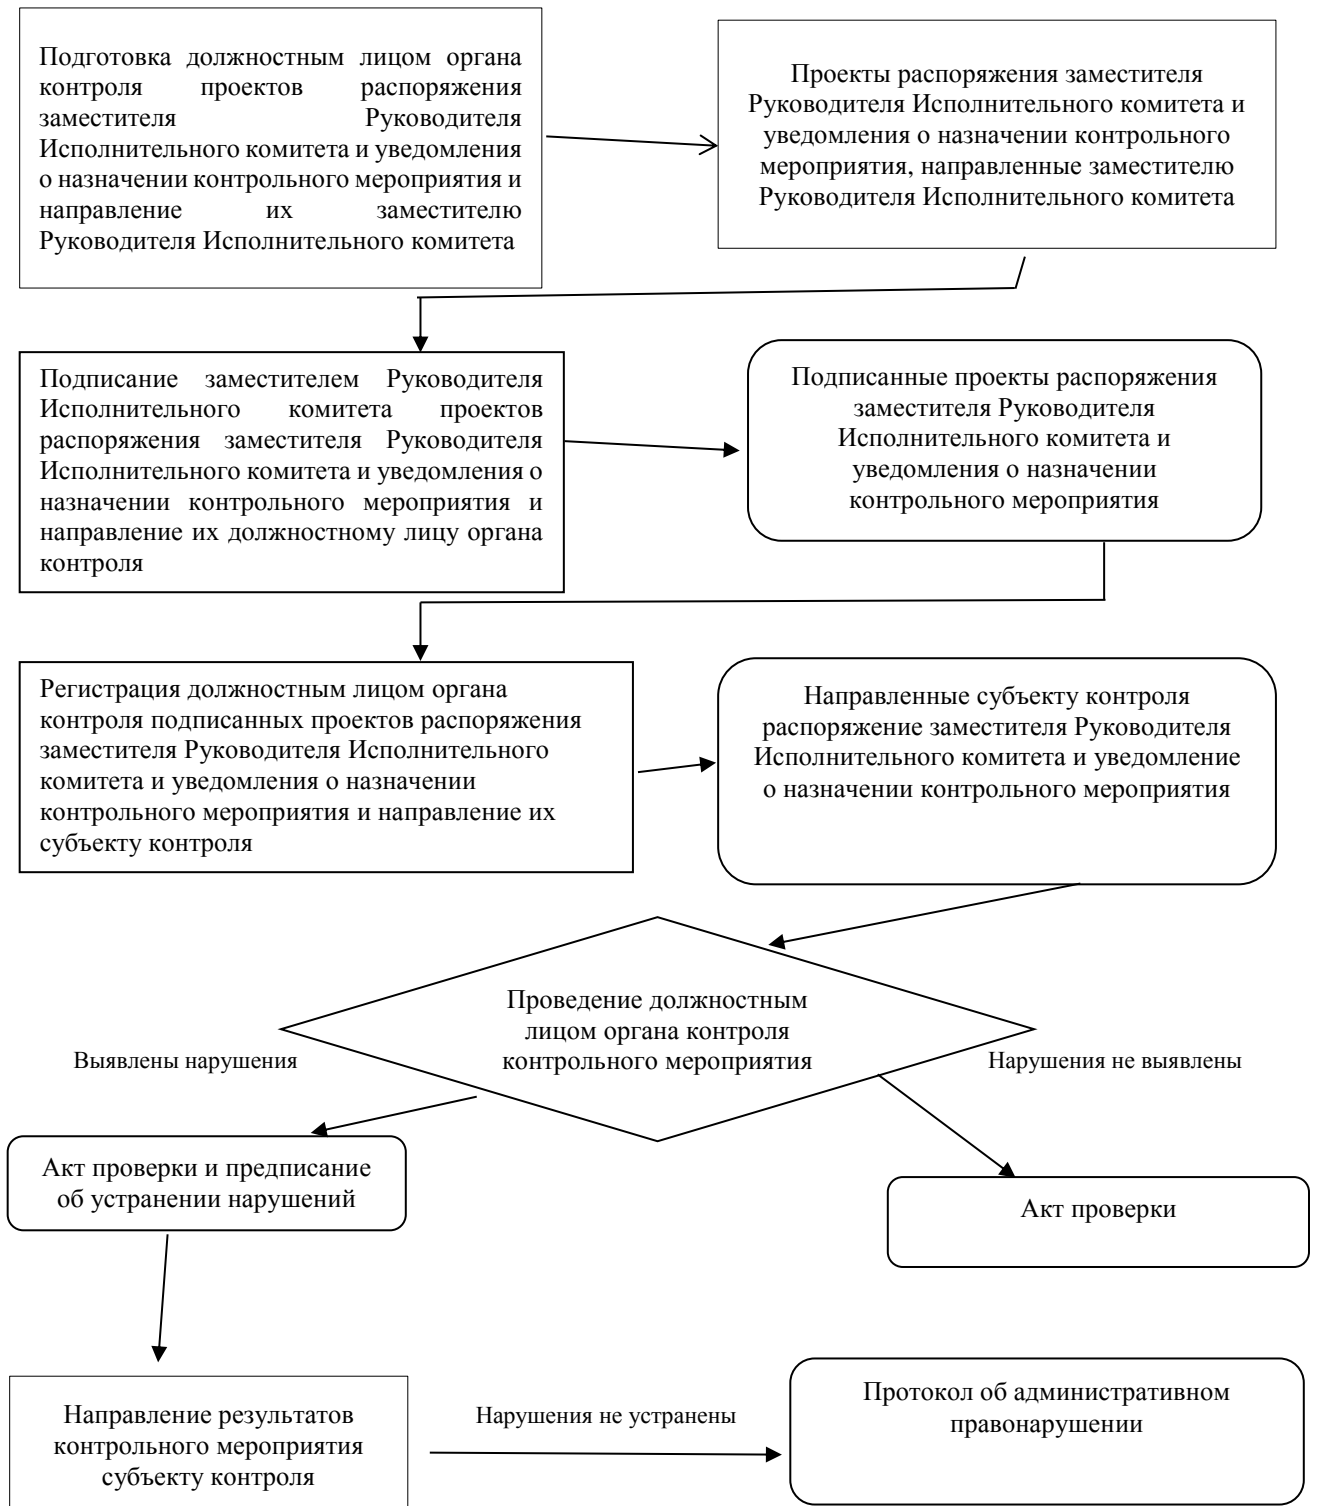 Подготовка должностным лицом органа
контроля проектов распоряжения
заместителя Руководителя
Исполнительного комитета и уведомления
о назначении контрольного мероприятия и
направление их заместителю
Руководителя Исполнительного комитета
Проекты распоряжения заместителя
Руководителя Исполнительного комитета и
уведомления о назначении контрольного
мероприятия, направленные заместителю
Руководителя Исполнительного комитета
Подписание заместителем Руководителя
Исполнительного комитета проектов
распоряжения заместителя Руководителя
Исполнительного комитета и уведомления о
назначении контрольного мероприятия и
направление их должностному лицу органа
контроля
Подписанные проекты распоряжения
заместителя Руководителя
Исполнительного комитета и
уведомления о назначении
контрольного мероприятия
Регистрация должностным лицом органа
контроля подписанных проектов распоряжения
заместителя Руководителя Исполнительного
комитета и уведомления о назначении
контрольного мероприятия и направление их
субъекту контроля
Направленные субъекту контроля
распоряжение заместителя Руководителя
Исполнительного комитета и уведомление
о назначении контрольного мероприятия
Проведение должностным
лицом органа контроля
контрольного мероприятия
Выявлены нарушения
Нарушения не выявлены
Акт проверки и предписание
об устранении нарушений
Акт проверки
Направление результатов
контрольного мероприятия
субъекту контроля
Нарушения не устранены
Протокол об административном
правонарушении